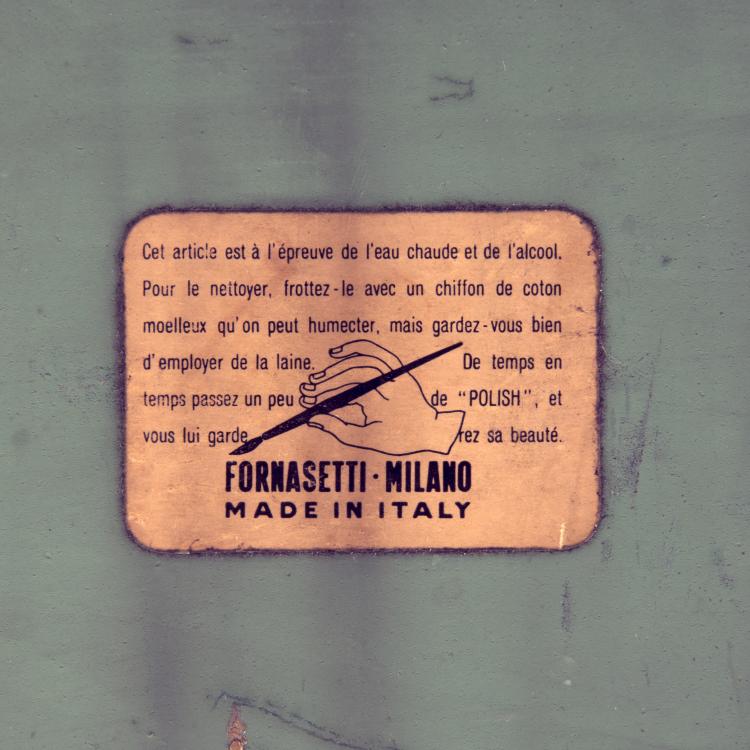 Cet article est à l'épreuve de l'eau chaude et de l'alcool.
Pour le nettoyer, frottez-le avec un chiffon de coton
moelleux qu'on peut humecter, mais gardez-vous bien
d'employer de la laine. De temps en
temps passez un peu de "POLISH", et
vous lui garde rez sa beauté.
FORNASETTI · MILANO
MADE IN ITALY